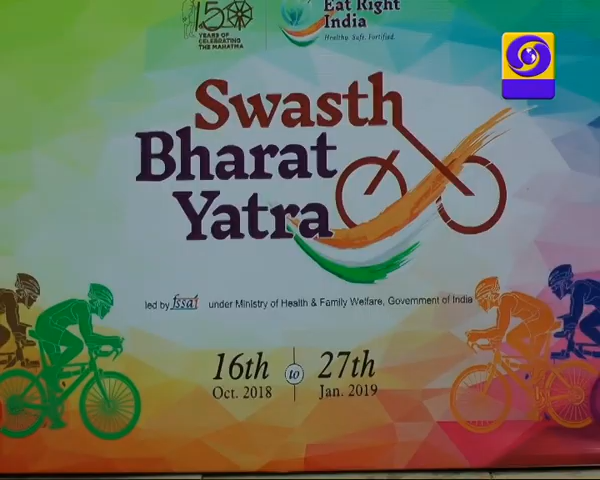 150
YEARS OF
CELEBRATING
THE MAHATMA
Eat Right
India
Healthy. Safe. Fortified.
Swasth
Bharat
Yatra
led by fssai under Ministry of Health & Family Welfare, Government of India
16th to 27th
Oct. 2018 Jan. 2019